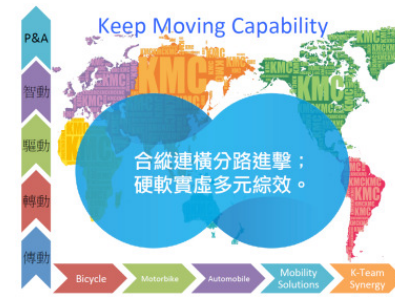 Keep Moving Capability
P&A
智動
驅動
轉動
傳動
KMC
合縱連橫分路進擊；
硬軟實虛多元綜效。
Bicycle
Motorbike
Automobile
Mobility
Solutions
K-Team
Synergy